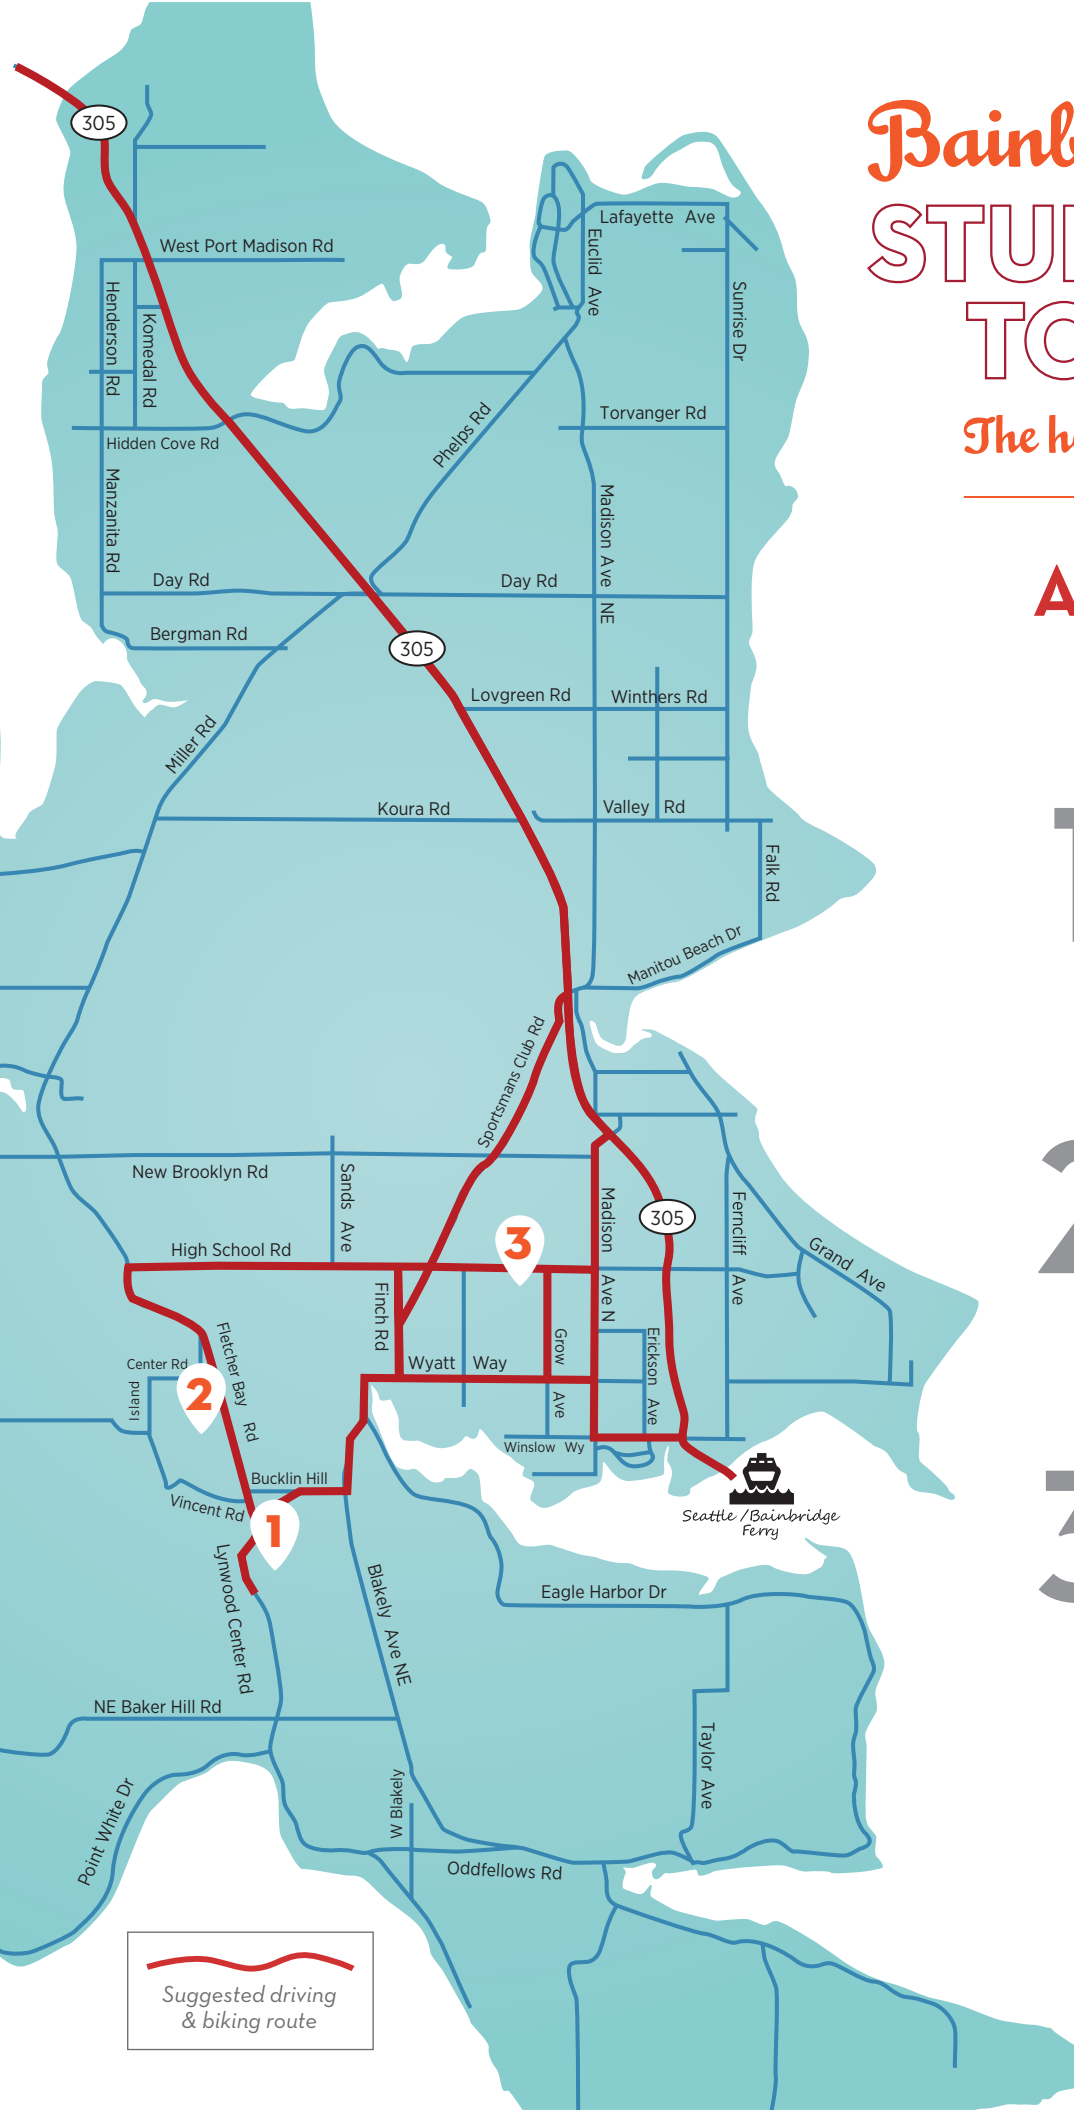 305
Bainb
STU
TO
The h
A
West Port Madison Rd
Lafayette Ave
Euclid Ave
Sunrise Dr
Henderson Rd
Komedal Rd
Hidden Cove Rd
Phelps Rd
Torvanger Rd
Manzanita Rd
Madison Ave NE
Day Rd
Day Rd
Bergman Rd
305
Lovgreen Rd
Winthers Rd
Miller Rd
Koura Rd
Valley Rd
Falk Rd
Manitou Beach Dr
Sportsmans Club Rd
New Brooklyn Rd
Sands Ave
Madison Ave N
305
Ferncliff Ave
Grand Ave
High School Rd
3
Finch Rd
Fletcher Bay Rd
Grow Ave
Erickson Ave
Wyatt Way
Center Rd
Island
2
Winslow Wy
Bucklin Hill
Vincent Rd
1
Seattle / Bainbridge
Ferry
Lynwood Center Rd
Blakely Ave NE
Eagle Harbor Dr
NE Baker Hill Rd
Taylor Ave
W Blakely
Point White Dr
Oddfellows Rd
Suggested driving
& biking route